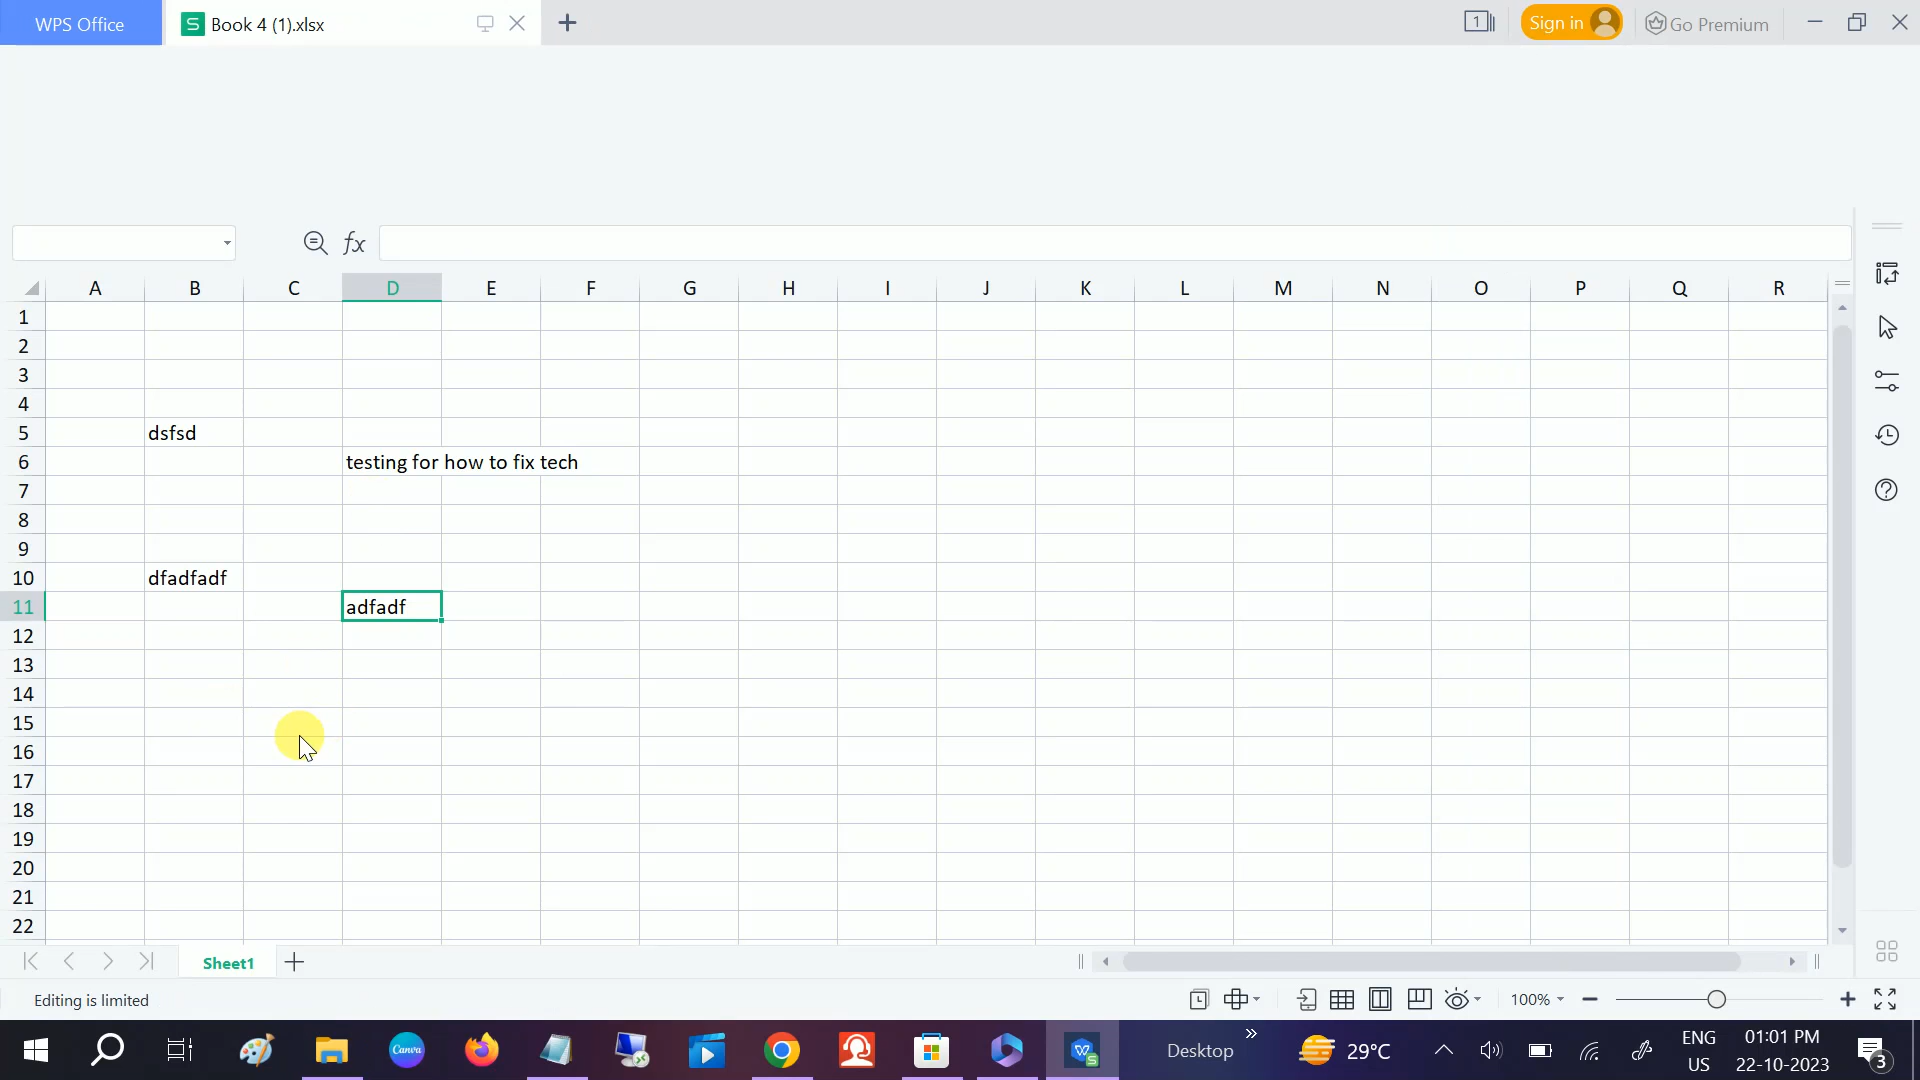 WPS Office
Book 4 (1).xlsx
1
Sign in
Go Premium
fx
A B C D E F G H I J K L M N O P Q R
1
2
3
4
5 dsfsd
6 testing for how to fix tech
7
8
9
10 dfadfadf
11 adfadf
12
13
14
15
16
17
18
19
20
21
22
Sheet1
Editing is limited
100%
Canva
Desktop
29°C
ENG
US
01:01 PM
22-10-2023
3